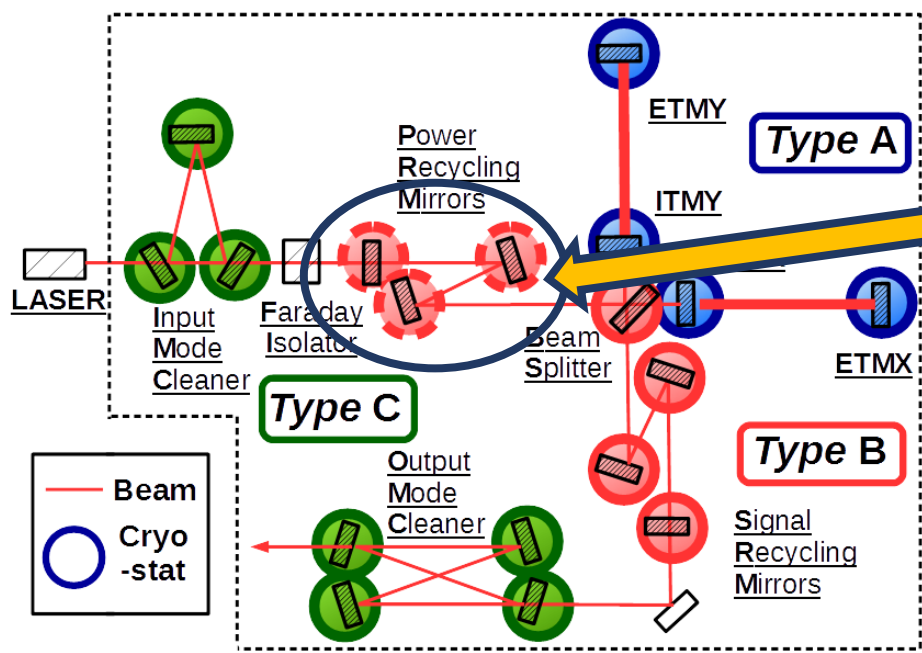 ETMY
Type A
Power
Recycling
Mirrors
ITMY
LASER
Input
Mode
Cleaner
Faraday
Isolator
Beam
Splitter
ETMX
Type C
Type B
Output
Mode
Cleaner
Signal
Recycling
Mirrors
Beam
Cryo
-stat